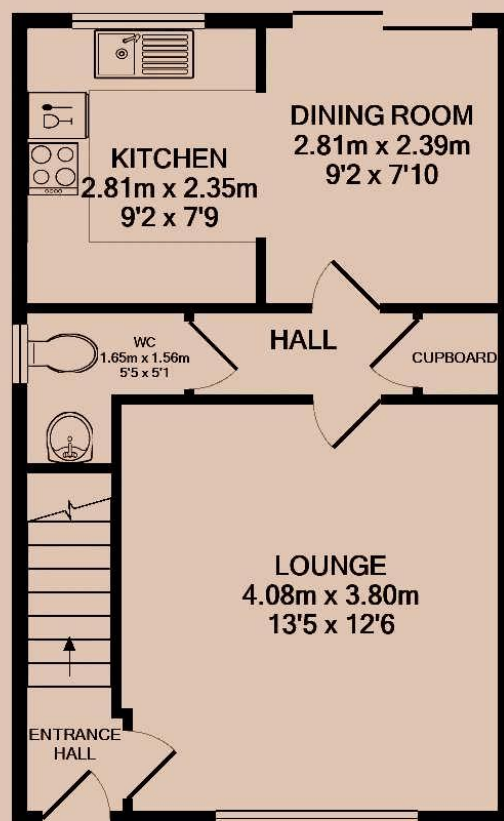 KITCHEN
2.81m x 2.35m
9'2 x 7'9
DINING ROOM
2.81m x 2.39m
9'2 x 7'10
WC
1.65m x 1.56m
5'5 x 5'1
HALL
CUPBOARD
LOUNGE
4.08m x 3.80m
13'5 x 12'6
ENTRANCE
HALL